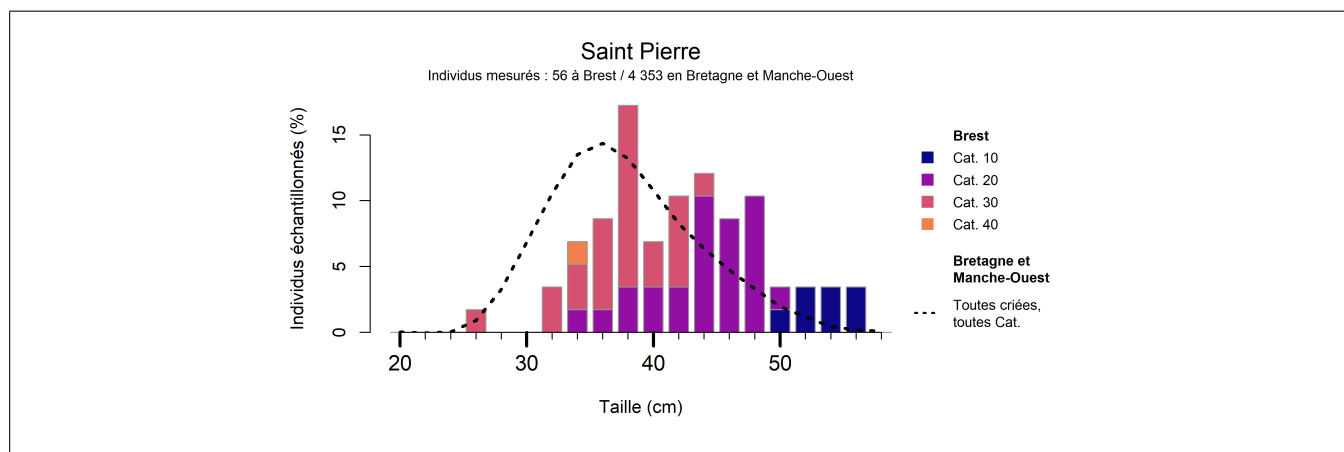 Saint Pierre
Individus mesurés : 56 à Brest / 4 353 en Bretagne et Manche-Ouest
Individus échantillonnés (%)
15
10
5
0
20 30 40 50
Taille (cm)
Brest
Cat. 10
Cat. 20
Cat. 30
Cat. 40
Bretagne et
Manche-Ouest
Toutes criées,
toutes Cat.